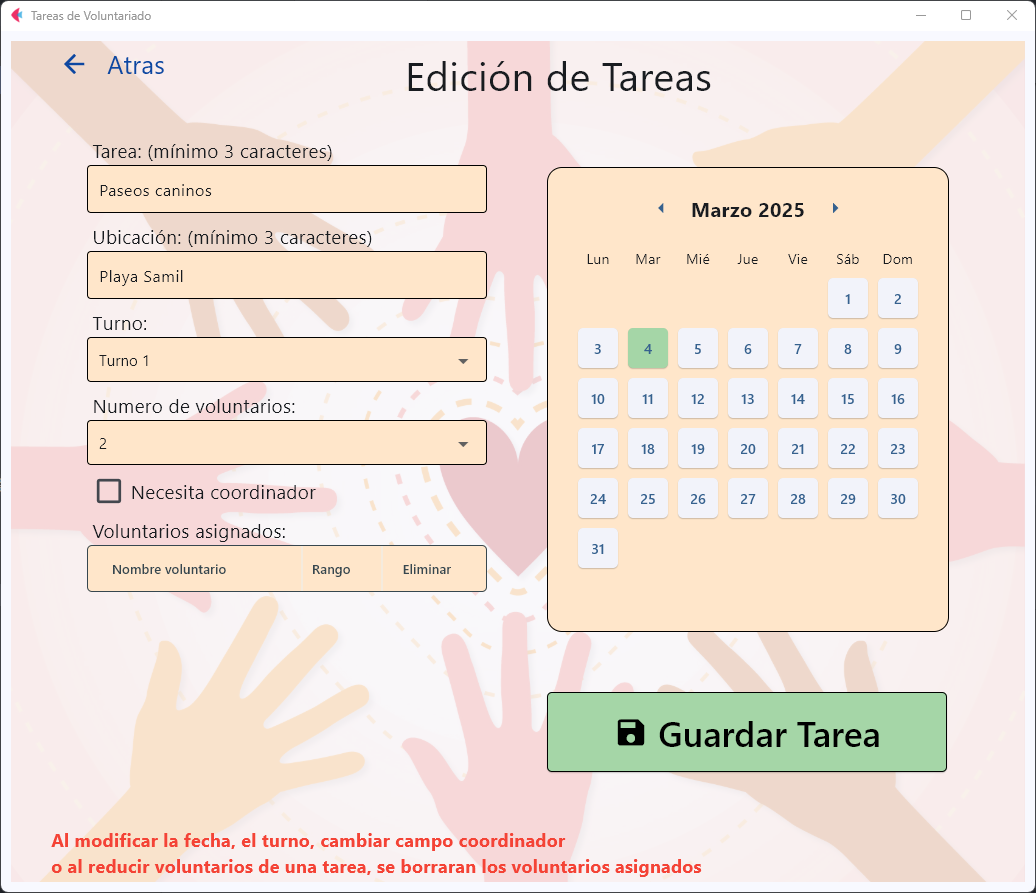 Tareas de Voluntariado
Atras
Edición de Tareas
Tarea: (mínimo 3 caracteres)
Paseos caninos
Ubicación: (mínimo 3 caracteres)
Playa Samil
Turno:
Turno 1
Numero de voluntarios:
2
Necesita coordinador
Voluntarios asignados:
Nombre voluntario Rango Eliminar
Marzo 2025
Lun Mar Mié Jue Vie Sáb Dom
1 2
3 4 5 6 7 8 9
10 11 12 13 14 15 16
17 18 19 20 21 22 23
24 25 26 27 28 29 30
31
Guardar Tarea
Al modificar la fecha, el turno, cambiar campo coordinador
o al reducir voluntarios de una tarea, se borraran los voluntarios asignados